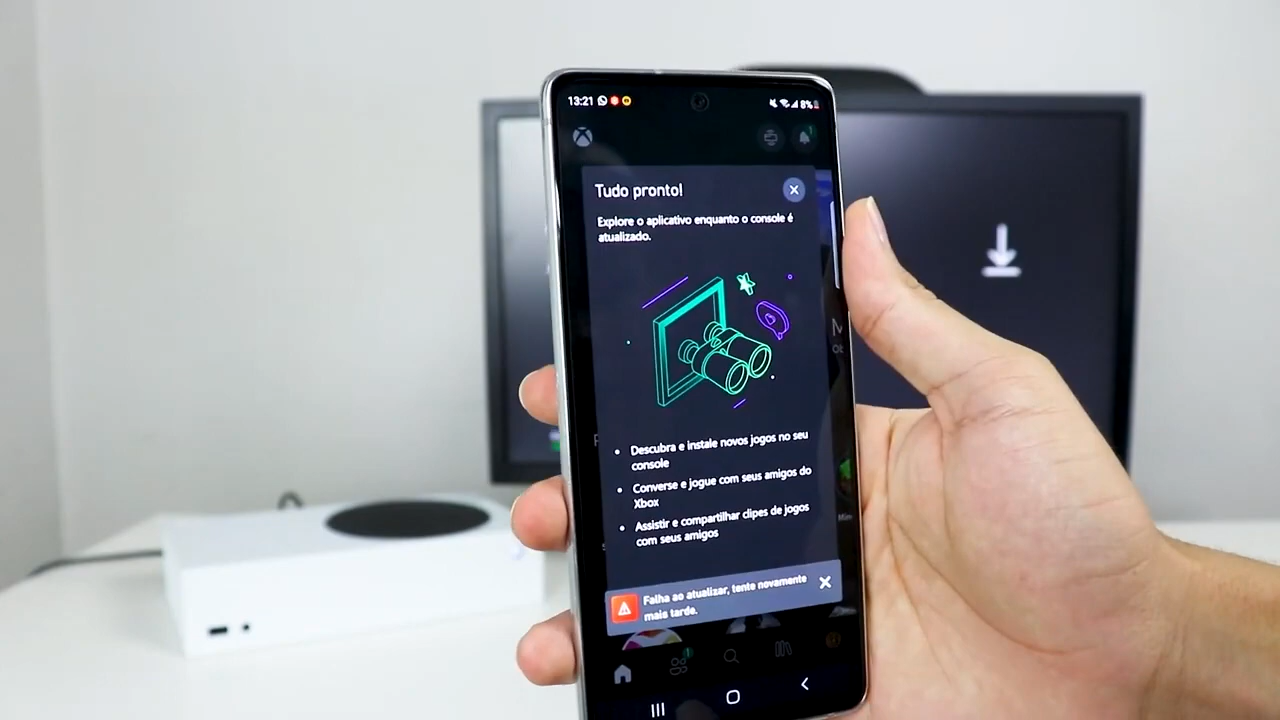 13:21
8%
Tudo pronto!
Explore o aplicativo enquanto o console é
atualizado.
Descubra e instale novos jogos no seu
console
Converse e jogue com seus amigos do
Xbox
Assistir e compartilhar clipes de jogos
com seus amigos
Falha ao atualizar, tente novamente
mais tarde.